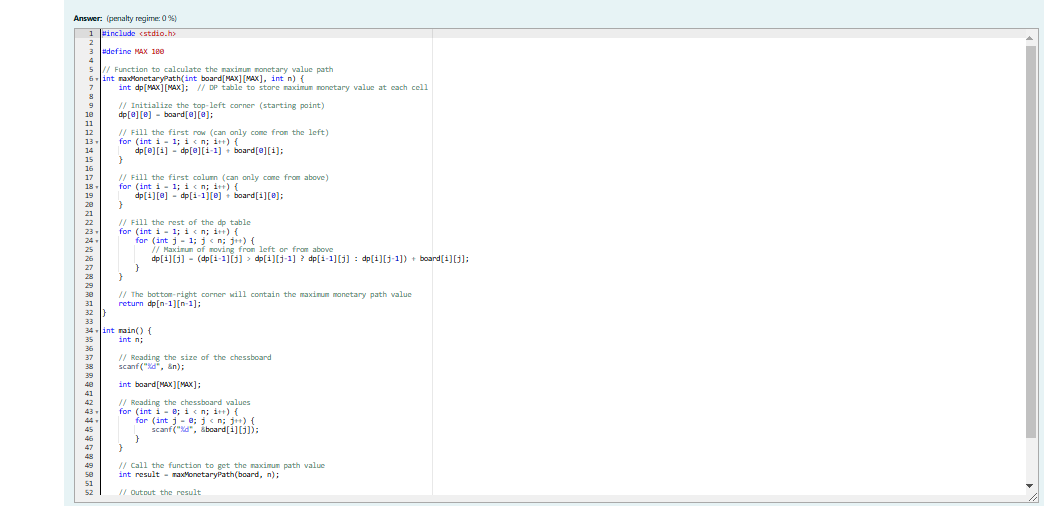 Answer: (penalty regime: 0 %)
1 #include <stdio.h>
2
3 #define MAX 100
4
5 // Function to calculate the maximum monetary value path
6 int maxMonetaryPath(int board[MAX][MAX], int n) {
7     int dp[MAX][MAX];  // DP table to store maximum monetary value at each cell
8
9     // Initialize the top-left corner (starting point)
10     dp[0][0] = board[0][0];
11
12     // Fill the first row (can only come from the left)
13     for (int i = 1; i < n; i++) {
14         dp[0][i] = dp[0][i-1] + board[0][i];
15     }
16
17     // Fill the first column (can only come from above)
18     for (int i = 1; i < n; i++) {
19         dp[i][0] = dp[i-1][0] + board[i][0];
20     }
21
22     // Fill the rest of the dp table
23     for (int i = 1; i < n; i++) {
24         for (int j = 1; j < n; j++) {
25             // Maximum of moving from left or from above
26             dp[i][j] = (dp[i-1][j] > dp[i][j-1] ? dp[i-1][j] : dp[i][j-1]) + board[i][j];
27         }
28     }
29
30     // The bottom-right corner will contain the maximum monetary path value
31     return dp[n-1][n-1];
32 }
33
34 int main() {
35     int n;
36
37     // Reading the size of the chessboard
38     scanf("%d", &n);
39
40     int board[MAX][MAX];
41
42     // Reading the chessboard values
43     for (int i = 0; i < n; i++) {
44         for (int j = 0; j < n; j++) {
45             scanf("%d", &board[i][j]);
46         }
47     }
48
49     // Call the function to get the maximum path value
50     int result = maxMonetaryPath(board, n);
51
52     // Output the result